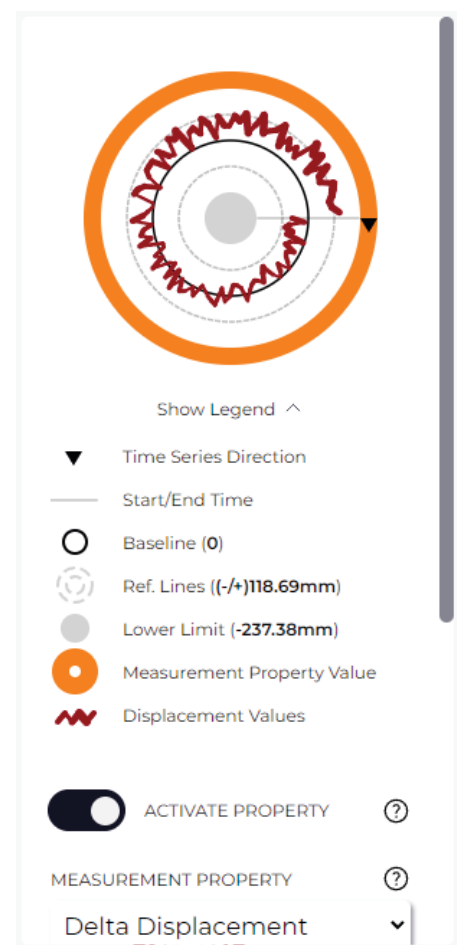 Show Legend
Time Series Direction
Start/End Time
Baseline (0)
Ref. Lines ((-/+)118.69mm)
Lower Limit (-237.38mm)
Measurement Property Value
Displacement Values
ACTIVATE PROPERTY ?
MEASUREMENT PROPERTY ?
Delta Displacement